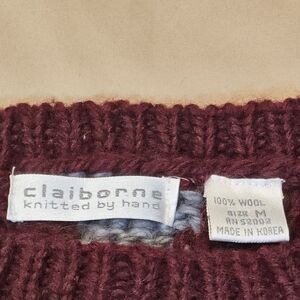 claiborne
knitted by hand
100% WOOL
SIZE M
RN 52002
MADE IN KOREA